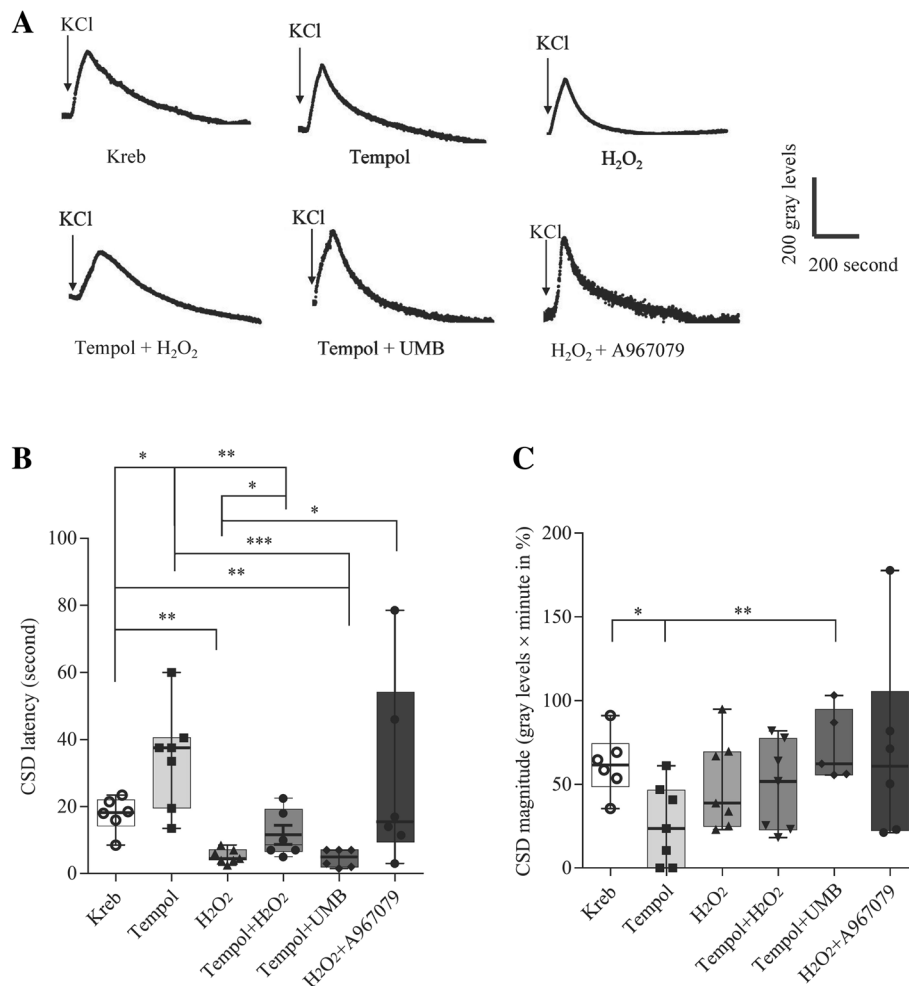 A
KCl
KCl
KCl
Kreb
Tempol
H₂O₂
200 gray levels
200 second
KCl
KCl
KCl
Tempol + H₂O₂
Tempol + UMB
H₂O₂ + A967079
B
*
**
*
*
***
**
**
CSD latency (second)
100
80
60
40
20
0
Kreb
Tempol
H₂O₂
Tempol+H₂O₂
Tempol+UMB
H₂O₂+A967079
C
*
**
CSD magnitude (gray levels × minute in %)
200
150
100
50
0
Kreb
Tempol
H₂O₂
Tempol+H₂O₂
Tempol+UMB
H₂O₂+A967079